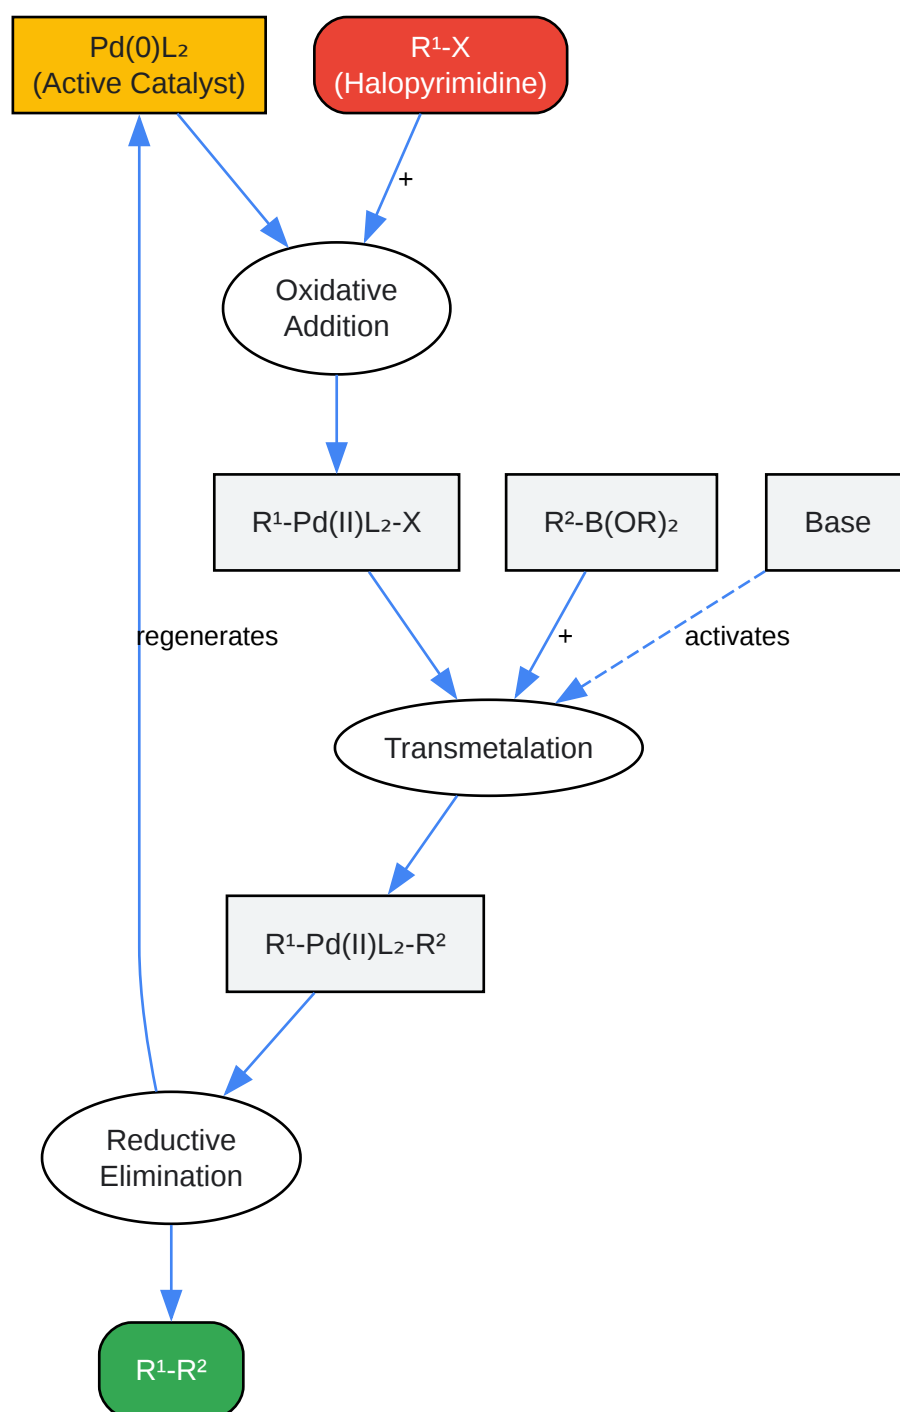 Pd(0)L₂
(Active Catalyst)
R¹-X
(Halopyrimidine)
+
Oxidative
Addition
R¹-Pd(II)L₂-X
R²-B(OR)₂
Base
regenerates
+
activates
Transmetalation
R¹-Pd(II)L₂-R²
Reductive
Elimination
R¹-R²